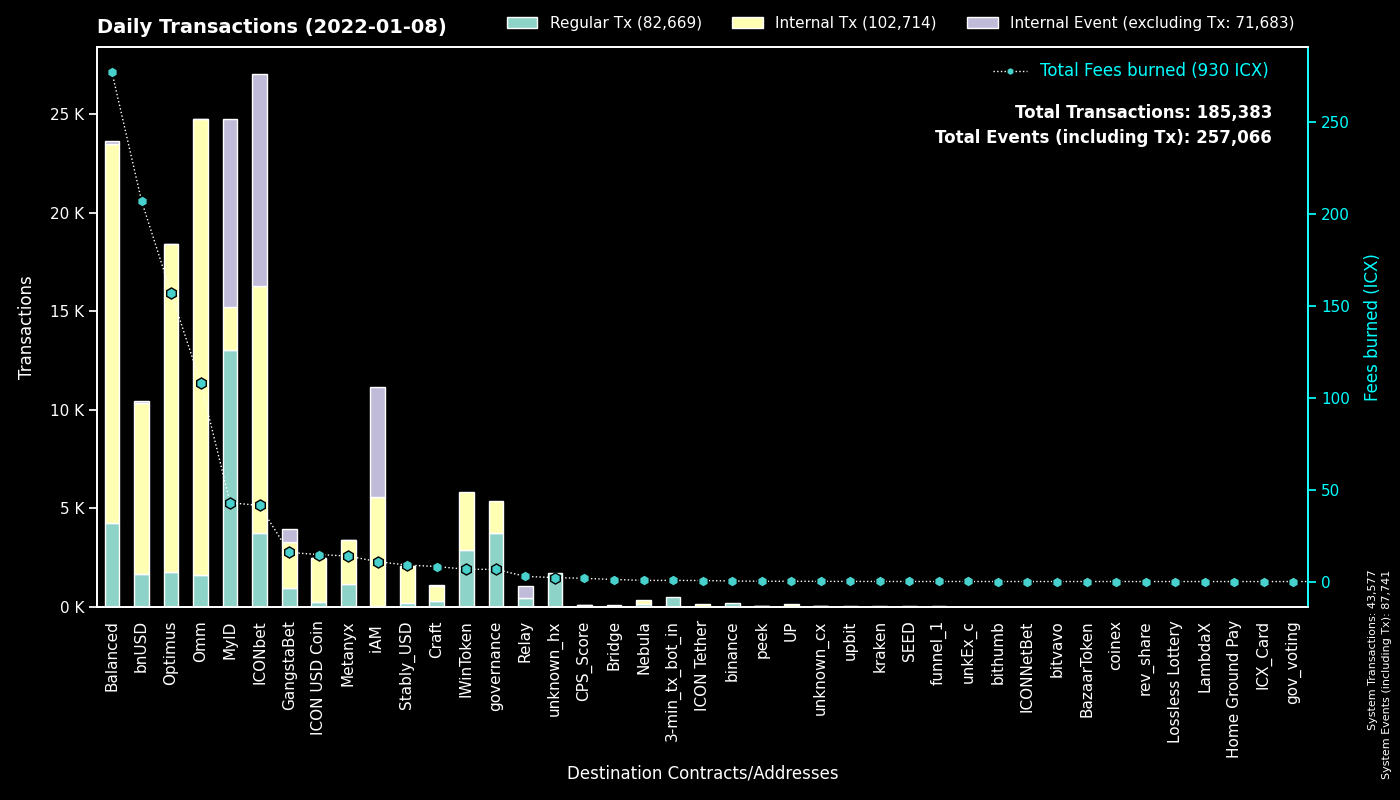 Daily Transactions (2022-01-08)
Regular Tx (82,669)
Internal Tx (102,714)
Internal Event (excluding Tx: 71,683)
Total Fees burned (930 ICX)
Total Transactions: 185,383
Total Events (including Tx): 257,066
Transactions
25 K
20 K
15 K
10 K
5 K
0 K
250
200
150
100
50
0
Fees burned (ICX)
Balanced
bnUSD
Optimus
Omm
MyID
ICONbet
GangstaBet
ICON USD Coin
Metanyx
iAM
Stably_USD
Craft
IWinToken
governance
Relay
unknown_hx
CPS_Score
Bridge
Nebula
3-min_tx_bot_in
ICON Tether
binance
peek
UP
unknown_cx
upbit
kraken
SEED
funnel_1
unkEx_c
bithumb
ICONNetBet
bitvavo
BazaarToken
coinex
rev_share
Lossless Lottery
LambdaX
Home Ground Pay
ICX_Card
gov_voting
Destination Contracts/Addresses
System Transactions: 43,577
System Events (including Tx): 87,741